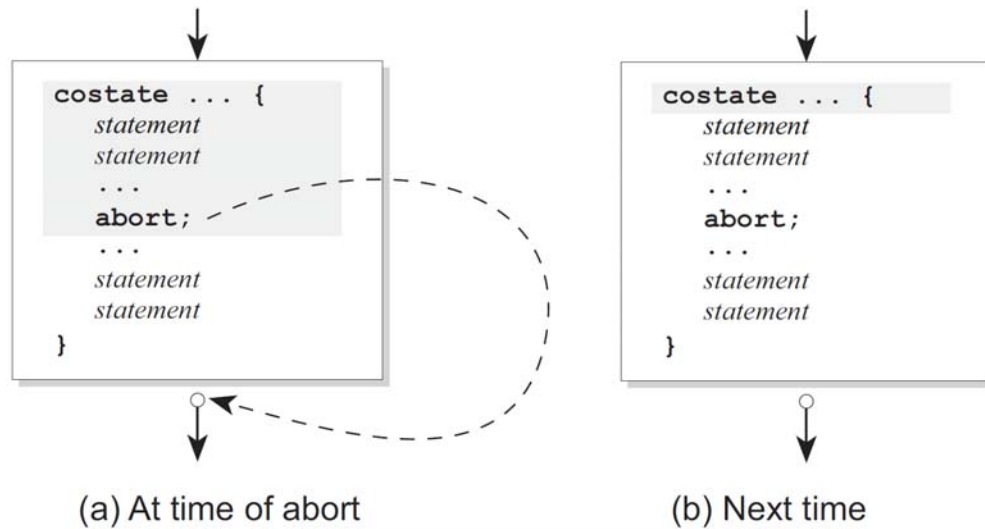 costate ... {
statement
statement
...
abort;
...
statement
statement
}
(a) At time of abort
costate ... {
statement
statement
...
abort;
...
statement
statement
}
(b) Next time